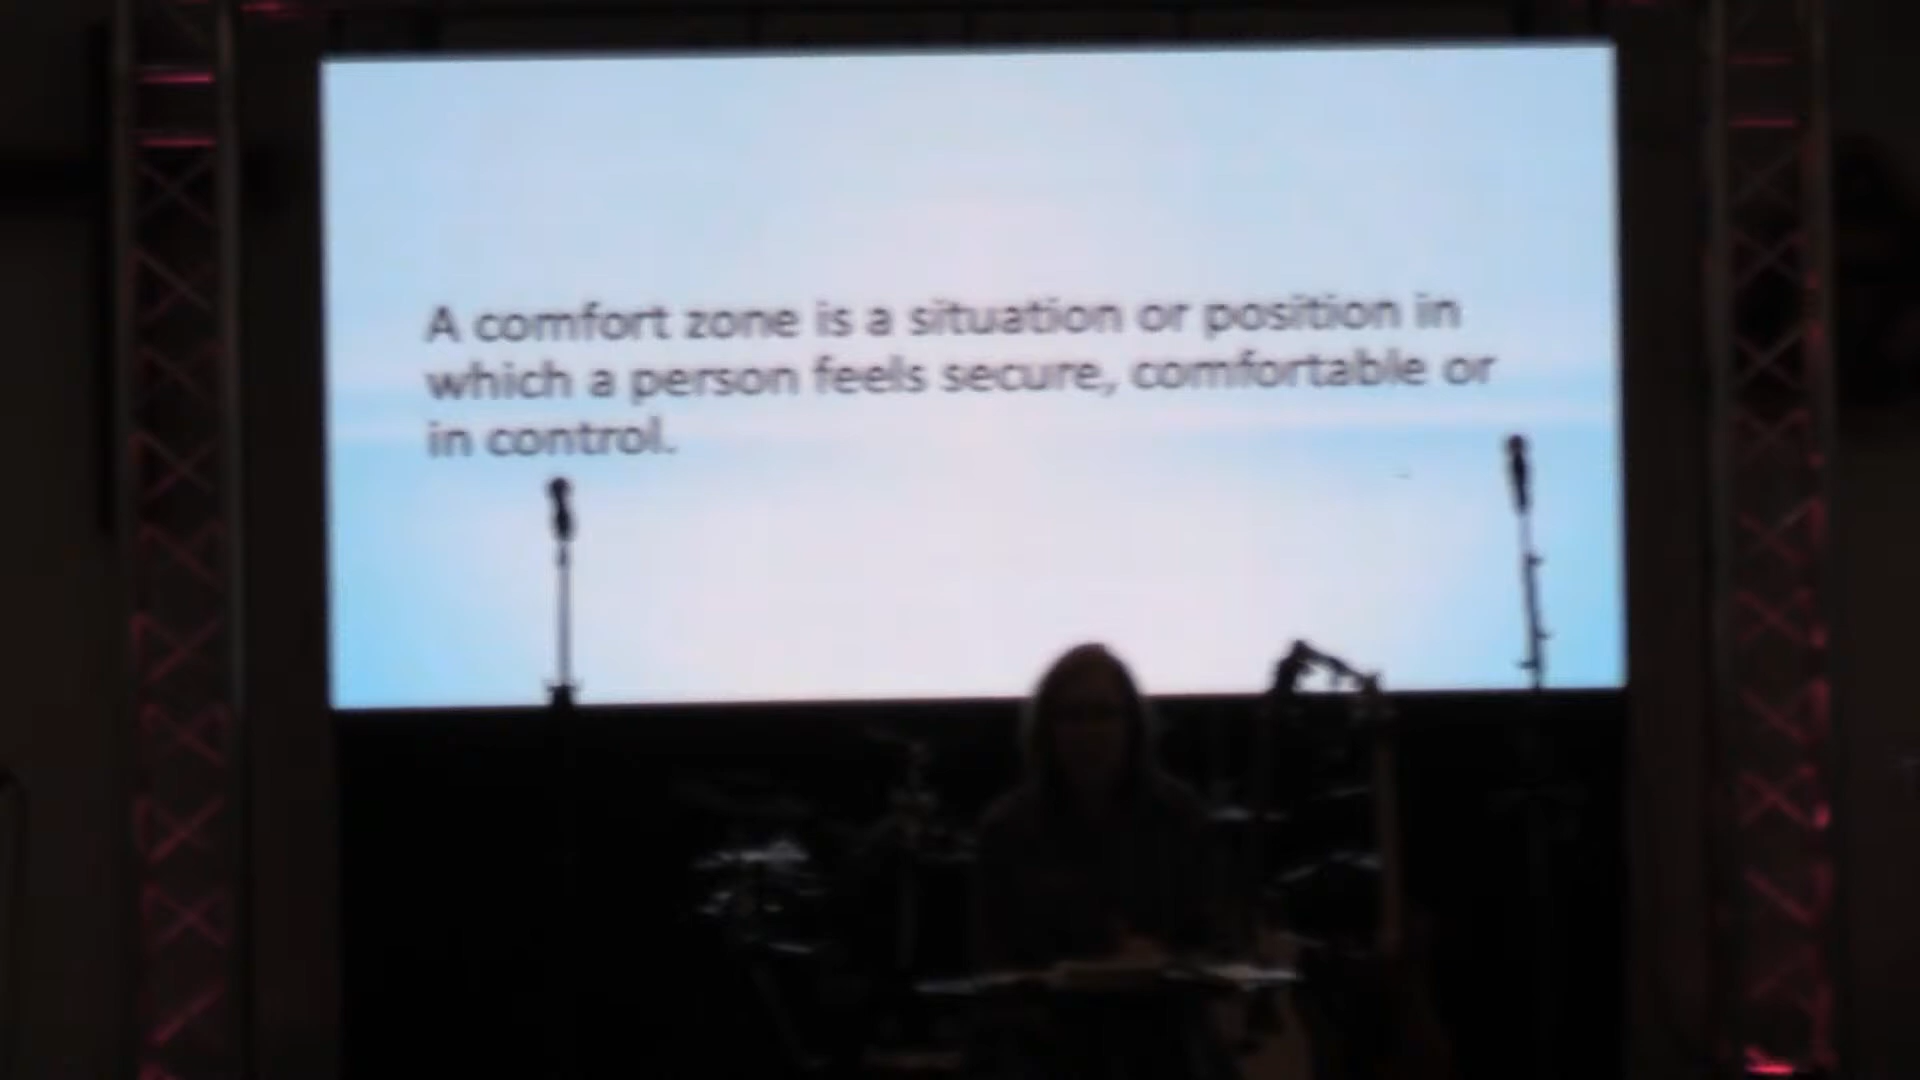 A comfort zone is a situation or position in
which a person feels secure, comfortable or
in control.